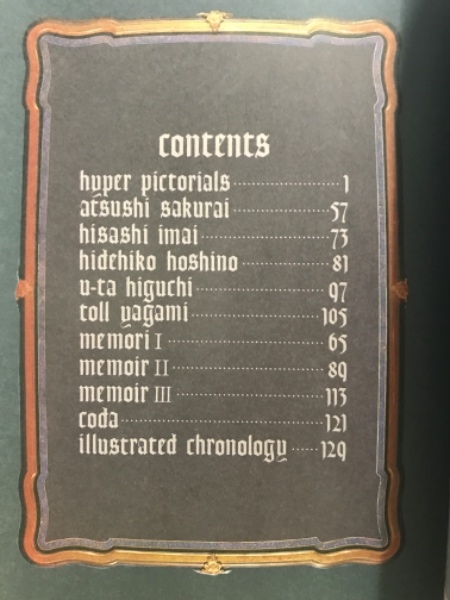 contents
hyper pictorials 1
atsushi sakurai 57
hisashi imai 73
hidehiko hoshino 81
u-ta higuchi 97
toll yagami 105
memori I 65
memoir II 89
memoir III 113
coda 121
illustrated chronology 129